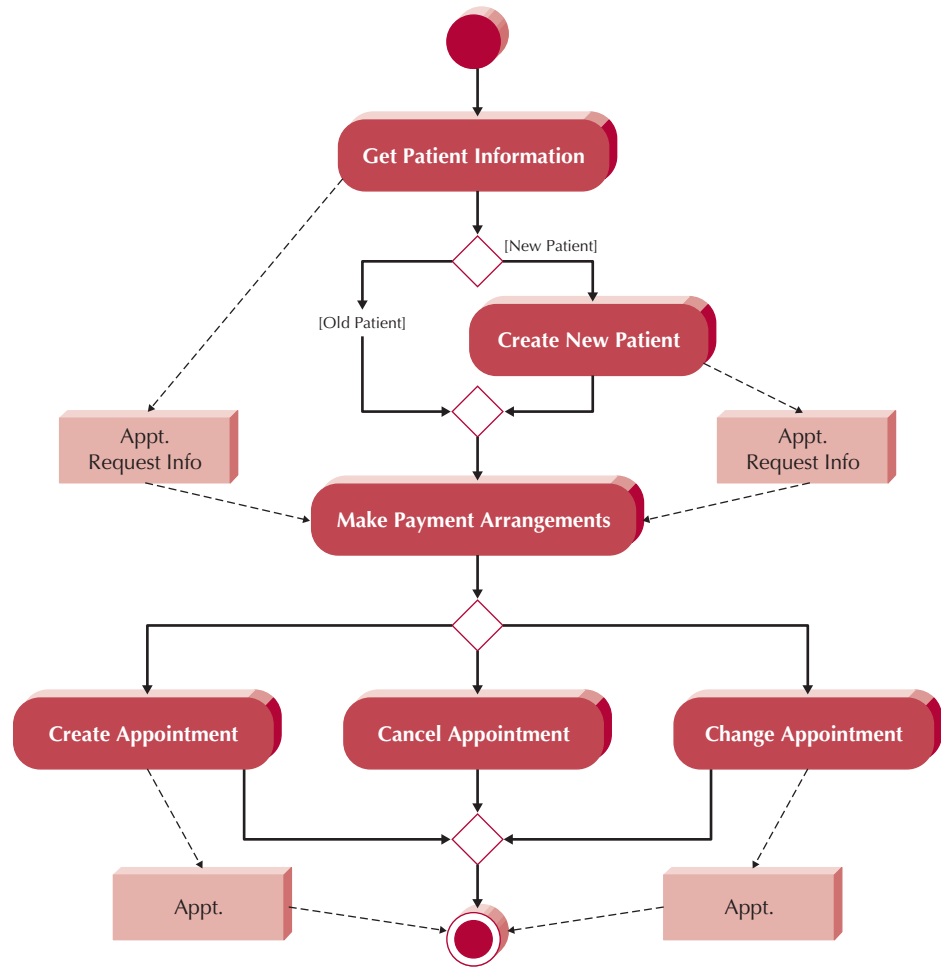 Get Patient Information
[New Patient]
[Old Patient]
Create New Patient
Appt.
Request Info
Appt.
Request Info
Make Payment Arrangements
Create Appointment
Cancel Appointment
Change Appointment
Appt.
Appt.